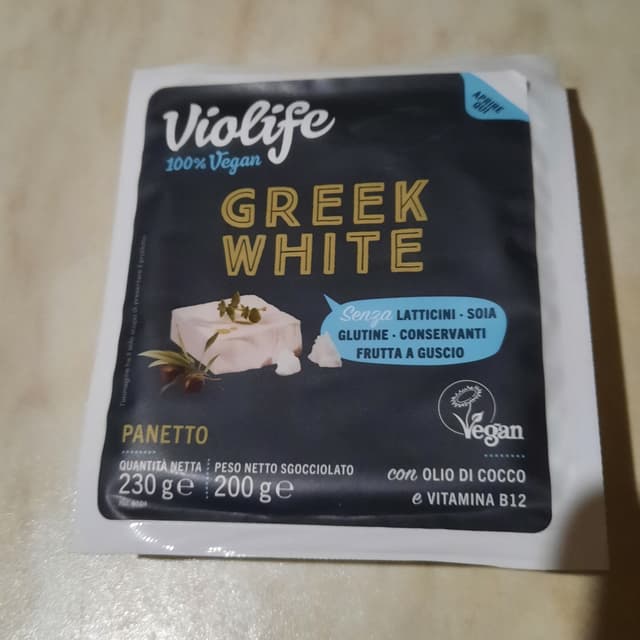 Violife
100% Vegan
APRIRE
QUI
GREEK
WHITE
Senza LATTICINI · SOIA
GLUTINE · CONSERVANTI
FRUTTA A GUSCIO
Vegan
PANETTO
QUANTITÀ NETTA
230 g e
PESO NETTO SGOCCIOLATO
200 g e
con OLIO DI COCCO
e VITAMINA B12